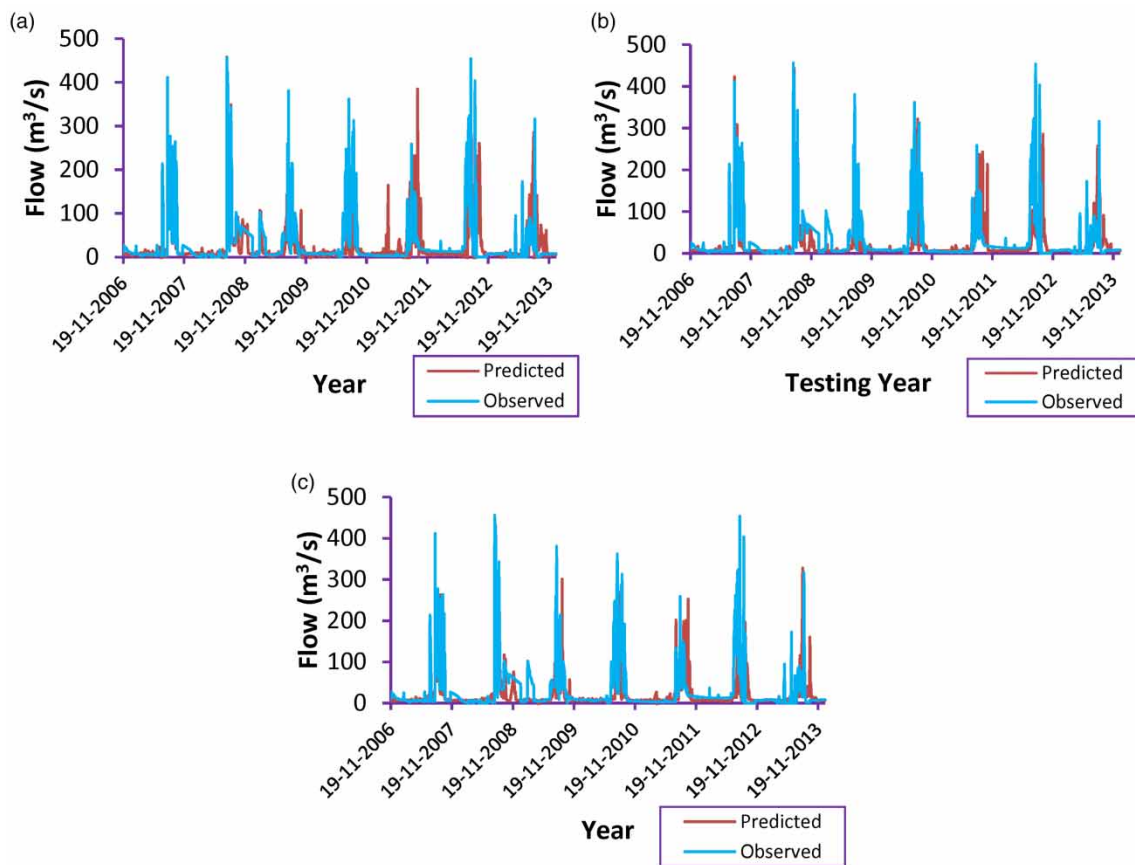 (a)
500
400
300
200
100
0
Flow (m³/s)
19-11-2006
19-11-2007
19-11-2008
19-11-2009
19-11-2010
19-11-2011
19-11-2012
19-11-2013
Year
Predicted
Observed
(b)
500
400
300
200
100
0
Flow (m³/s)
19-11-2006
19-11-2007
19-11-2008
19-11-2009
19-11-2010
19-11-2011
19-11-2012
19-11-2013
Testing Year
Predicted
Observed
(c)
500
400
300
200
100
0
Flow (m³/s)
19-11-2006
19-11-2007
19-11-2008
19-11-2009
19-11-2010
19-11-2011
19-11-2012
19-11-2013
Year
Predicted
Observed